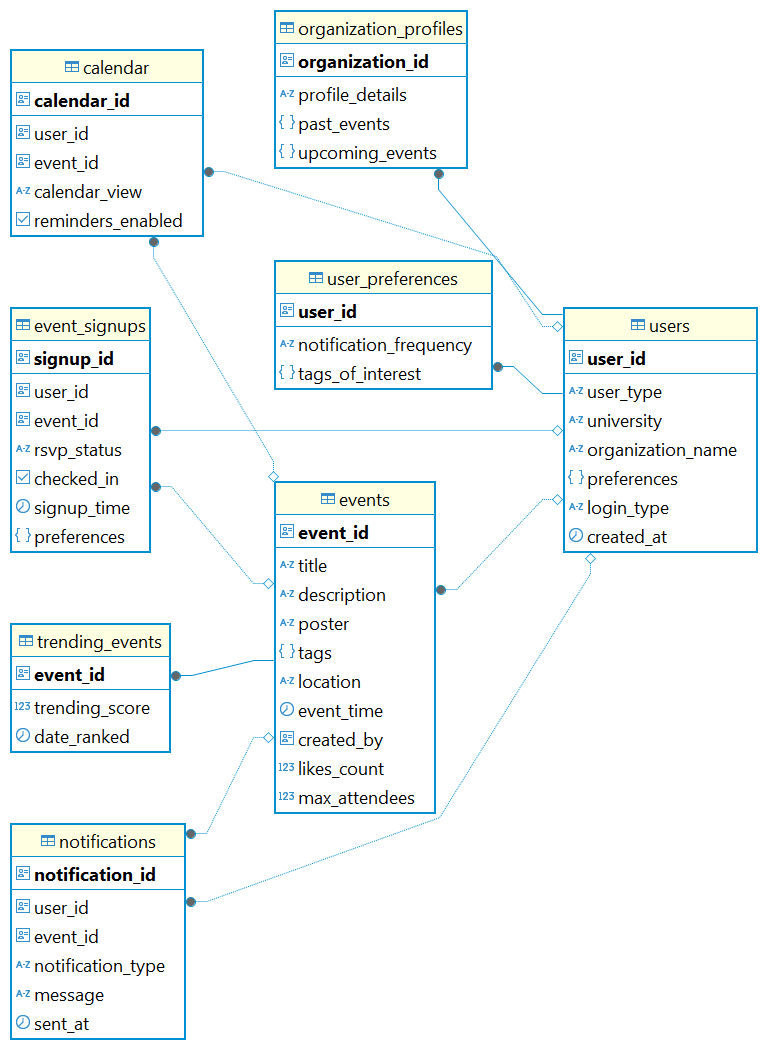 organization_profiles
organization_id
A-Z profile_details
{ } past_events
{ } upcoming_events
calendar
calendar_id
user_id
event_id
A-Z calendar_view
reminders_enabled
user_preferences
user_id
A-Z notification_frequency
{ } tags_of_interest
event_signups
signup_id
user_id
event_id
A-Z rsvp_status
checked_in
signup_time
{ } preferences
users
user_id
A-Z user_type
A-Z university
A-Z organization_name
{ } preferences
A-Z login_type
created_at
events
event_id
A-Z title
A-Z description
A-Z poster
{ } tags
A-Z location
event_time
created_by
123 likes_count
123 max_attendees
trending_events
event_id
123 trending_score
date_ranked
notifications
notification_id
user_id
event_id
A-Z notification_type
A-Z message
sent_at